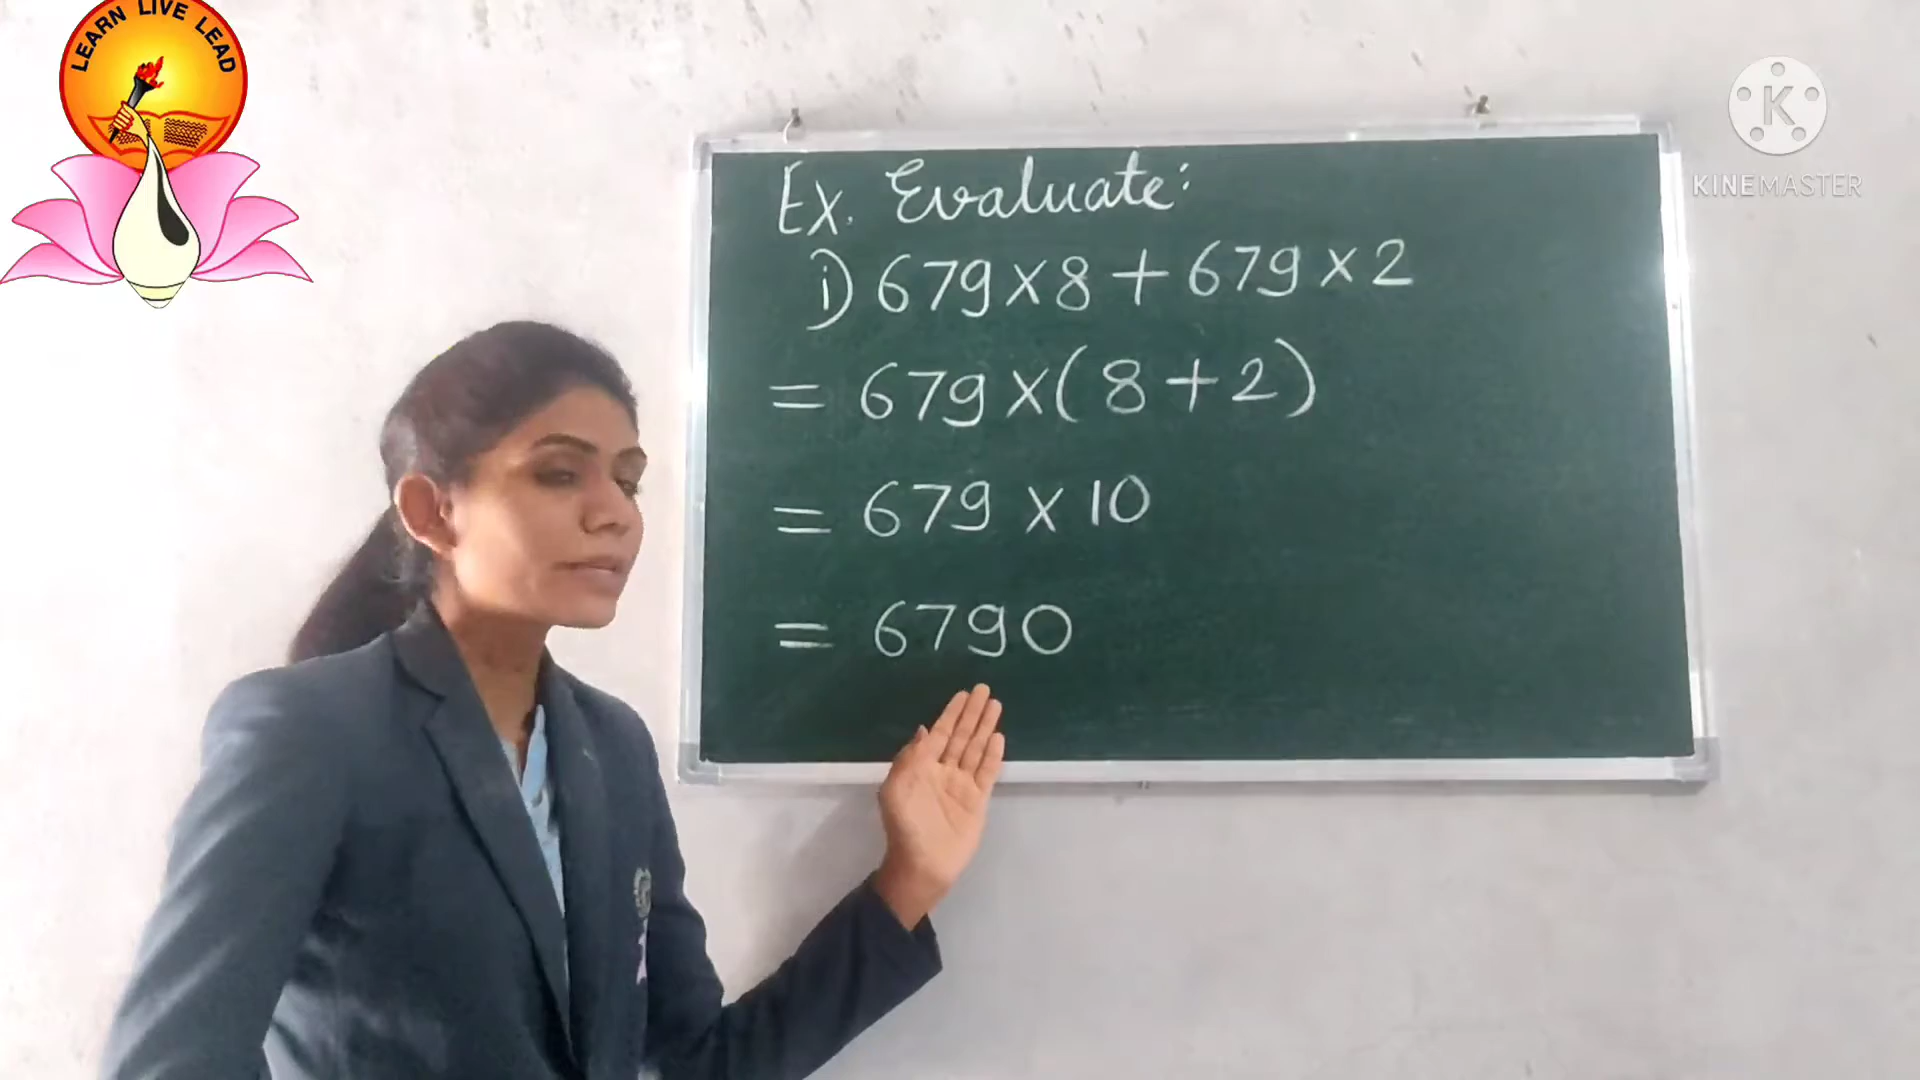 LEARN LIVE LEAD
K
KINEMASTER
Ex. Evaluate:
i) 679 × 8 + 679 × 2
= 679 × ( 8 + 2 )
= 679 × 10
= 6790